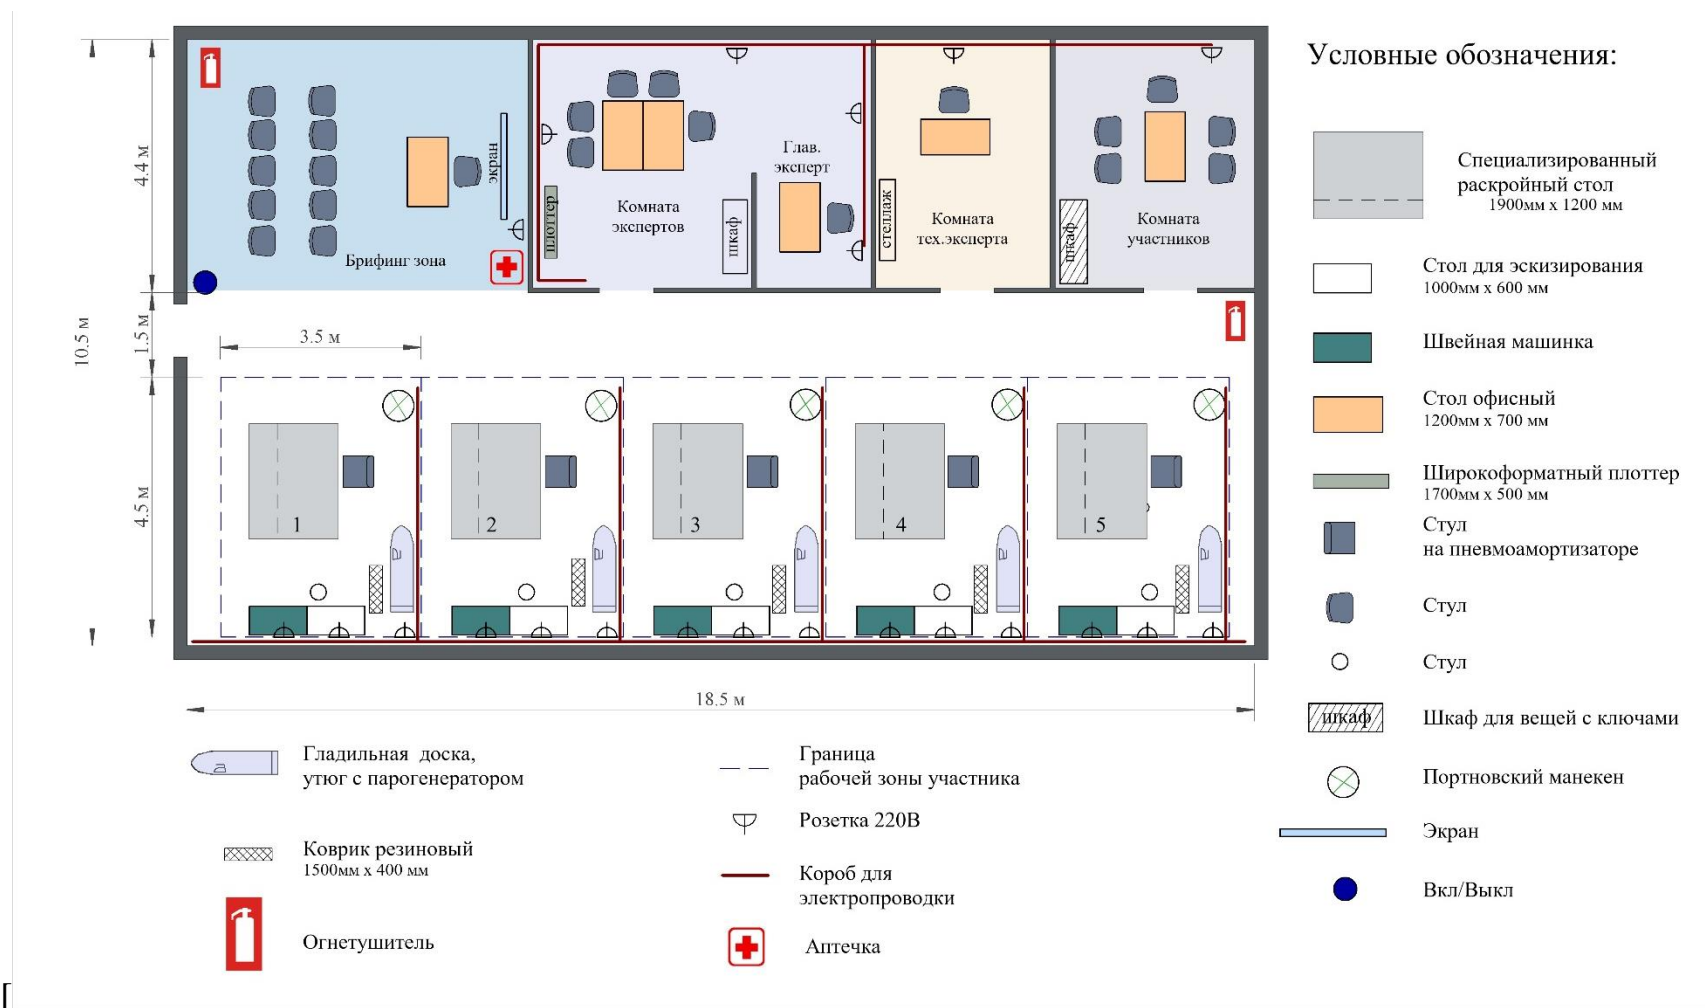 Условные обозначения:
10.5 м
4.4 м
1.5 м
4.5 м
3.5 м
18.5 м
экран
Брифинг зона
плоттер
Комната
экспертов
шкаф
Глав.
эксперт
стеллаж
Комната
тех.эксперта
шкаф
Комната
участников
1
2
3
4
5
Специализированный
раскройный стол
1900мм х 1200 мм
Стол для эскизирования
1000мм х 600 мм
Швейная машинка
Стол офисный
1200мм х 700 мм
Широкоформатный плоттер
1700мм х 500 мм
Стул
на пневмоамортизаторе
Стул
Стул
шкаф
Шкаф для вещей с ключами
Портновский манекен
Экран
Вкл/Выкл
Гладильная доска,
утюг с парогенератором
Коврик резиновый
1500мм х 400 мм
Огнетушитель
Граница
рабочей зоны участника
Розетка 220В
Короб для
электропроводки
Аптечка
[